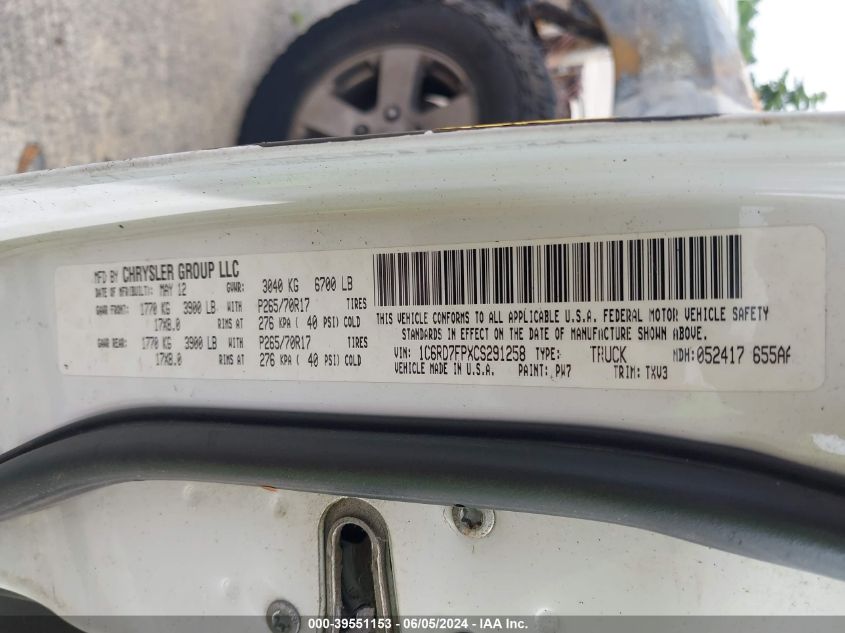 MFD BY CHRYSLER GROUP LLC
DATE OF MFR(BUILT): MAY 12 GVWR: 3040 KG 6700 LB
GAWR FRONT: 1770 KG 3900 LB WITH P265/70R17 TIRES
17X8.0 RIMS AT 276 KPA ( 40 PSI) COLD
GAWR REAR: 1770 KG 3900 LB WITH P265/70R17 TIRES
17X8.0 RIMS AT 276 KPA ( 40 PSI) COLD
THIS VEHICLE CONFORMS TO ALL APPLICABLE U.S.A. FEDERAL MOTOR VEHICLE SAFETY
STANDARDS IN EFFECT ON THE DATE OF MANUFACTURE SHOWN ABOVE.
VIN: 1C6RD7FPXCS291258 TYPE: TRUCK MDH: 052417 655AA
VEHICLE MADE IN U.S.A. PAINT: PW7 TRIM: TXV3
000-39551153 - 06/05/2024 - IAA Inc.